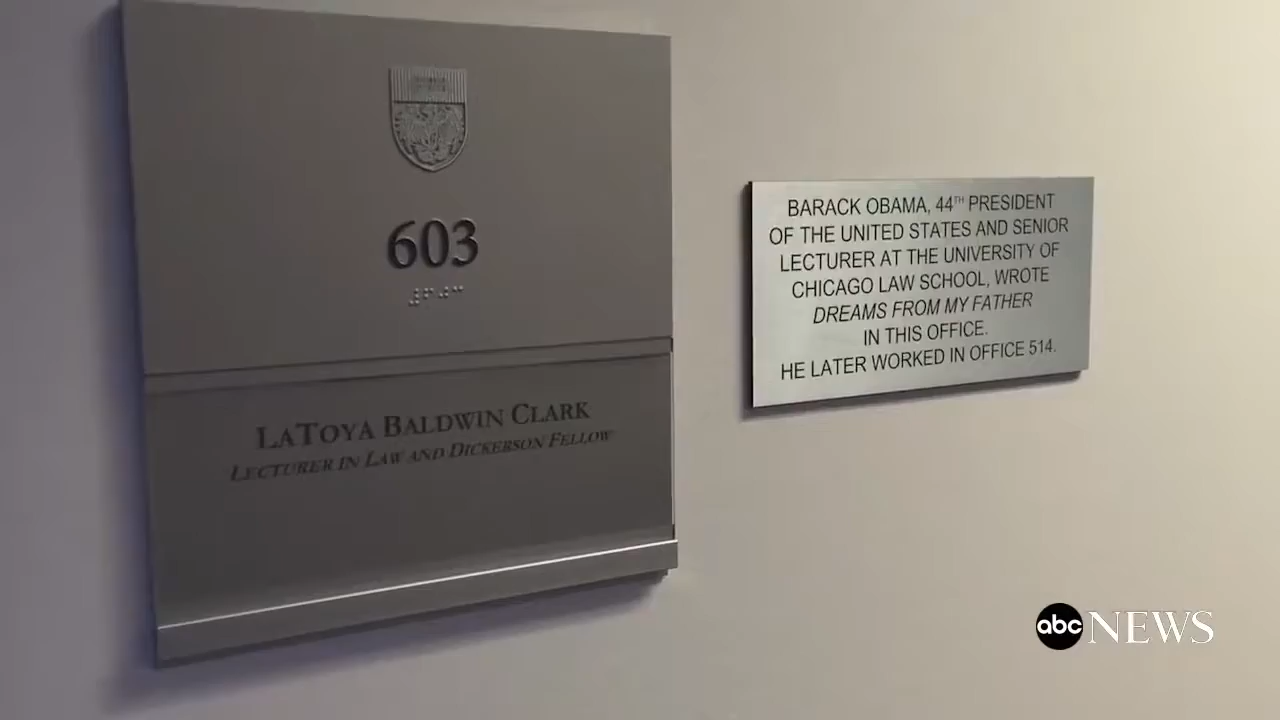 603
LATOYA BALDWIN CLARK
LECTURER IN LAW AND DICKERSON FELLOW
BARACK OBAMA, 44TH PRESIDENT
OF THE UNITED STATES AND SENIOR
LECTURER AT THE UNIVERSITY OF
CHICAGO LAW SCHOOL, WROTE
DREAMS FROM MY FATHER
IN THIS OFFICE.
HE LATER WORKED IN OFFICE 514.
abc NEWS